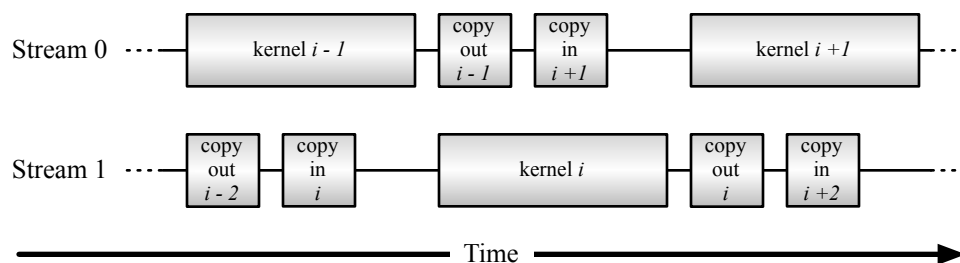 Stream 0
kernel i - 1
copy
out
i - 1
copy
in
i +1
kernel i +1
Stream 1
copy
out
i - 2
copy
in
i
kernel i
copy
out
i
copy
in
i +2
Time